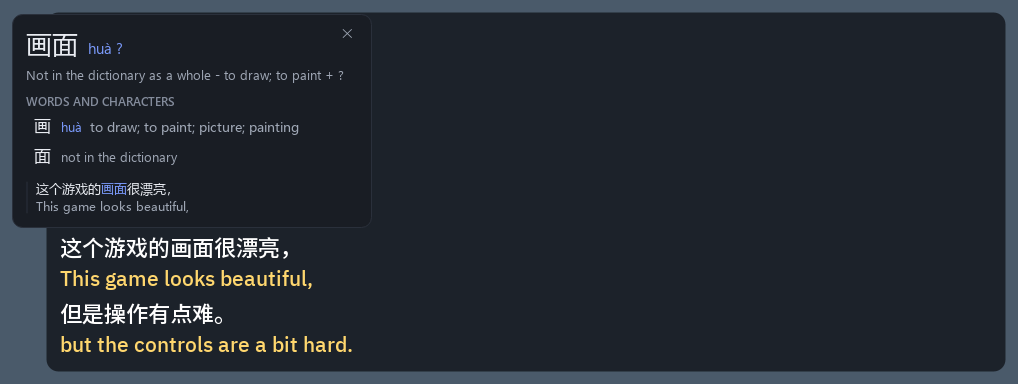 画面 huà ?
Not in the dictionary as a whole - to draw; to paint + ?
WORDS AND CHARACTERS
画 huà to draw; to paint; picture; painting
面 not in the dictionary
这个游戏的画面很漂亮，
This game looks beautiful,
这个游戏的画面很漂亮，
This game looks beautiful,
但是操作有点难。
but the controls are a bit hard.